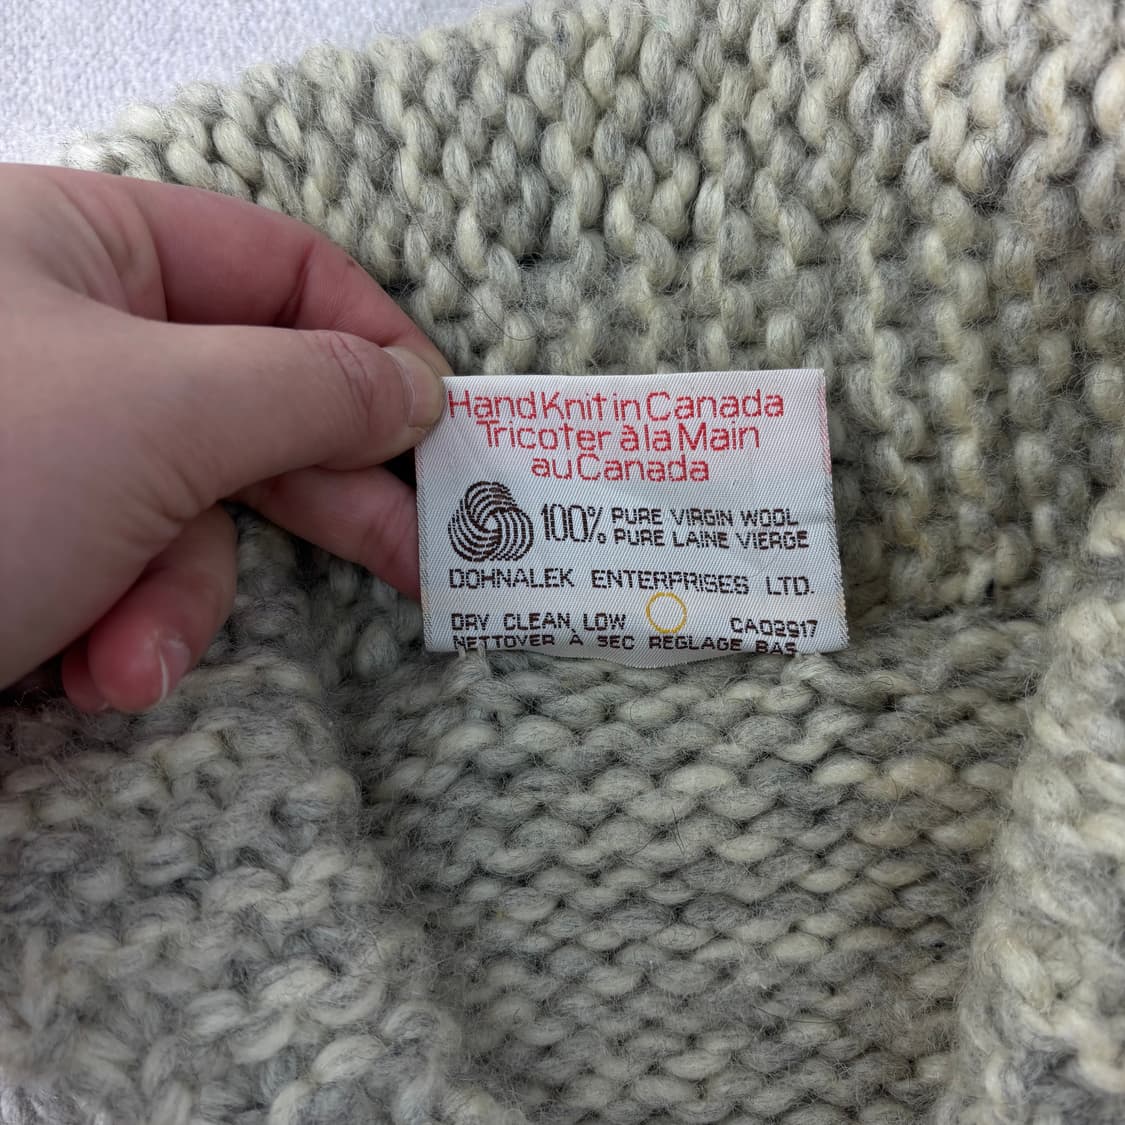 Hand Knit in Canada
Tricoter à la Main
au Canada
100% PURE VIRGIN WOOL
PURE LAINE VIERGE
DOHNALEK ENTERPRISES LTD.
DRY CLEAN, LOW CA02917
NETTOYER À SEC REGLAGE BAS